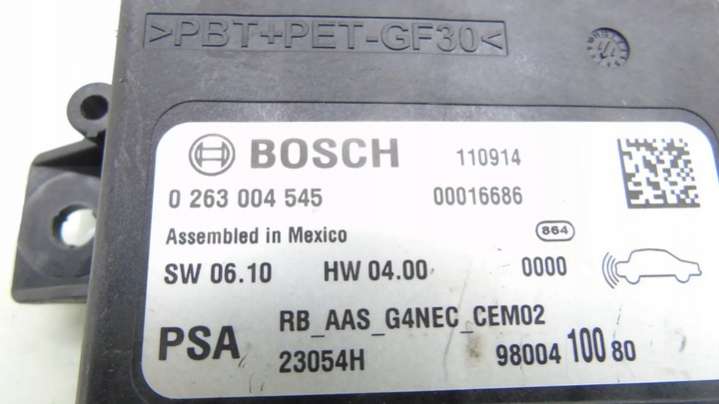 >PBT+PET-GF30<
BOSCH 110914
0 263 004 545 00016686
Assembled in Mexico 864
SW 06.10 HW 04.00 0000
PSA RB_AAS_G4NEC_CEM02
23054H 98004 100 80